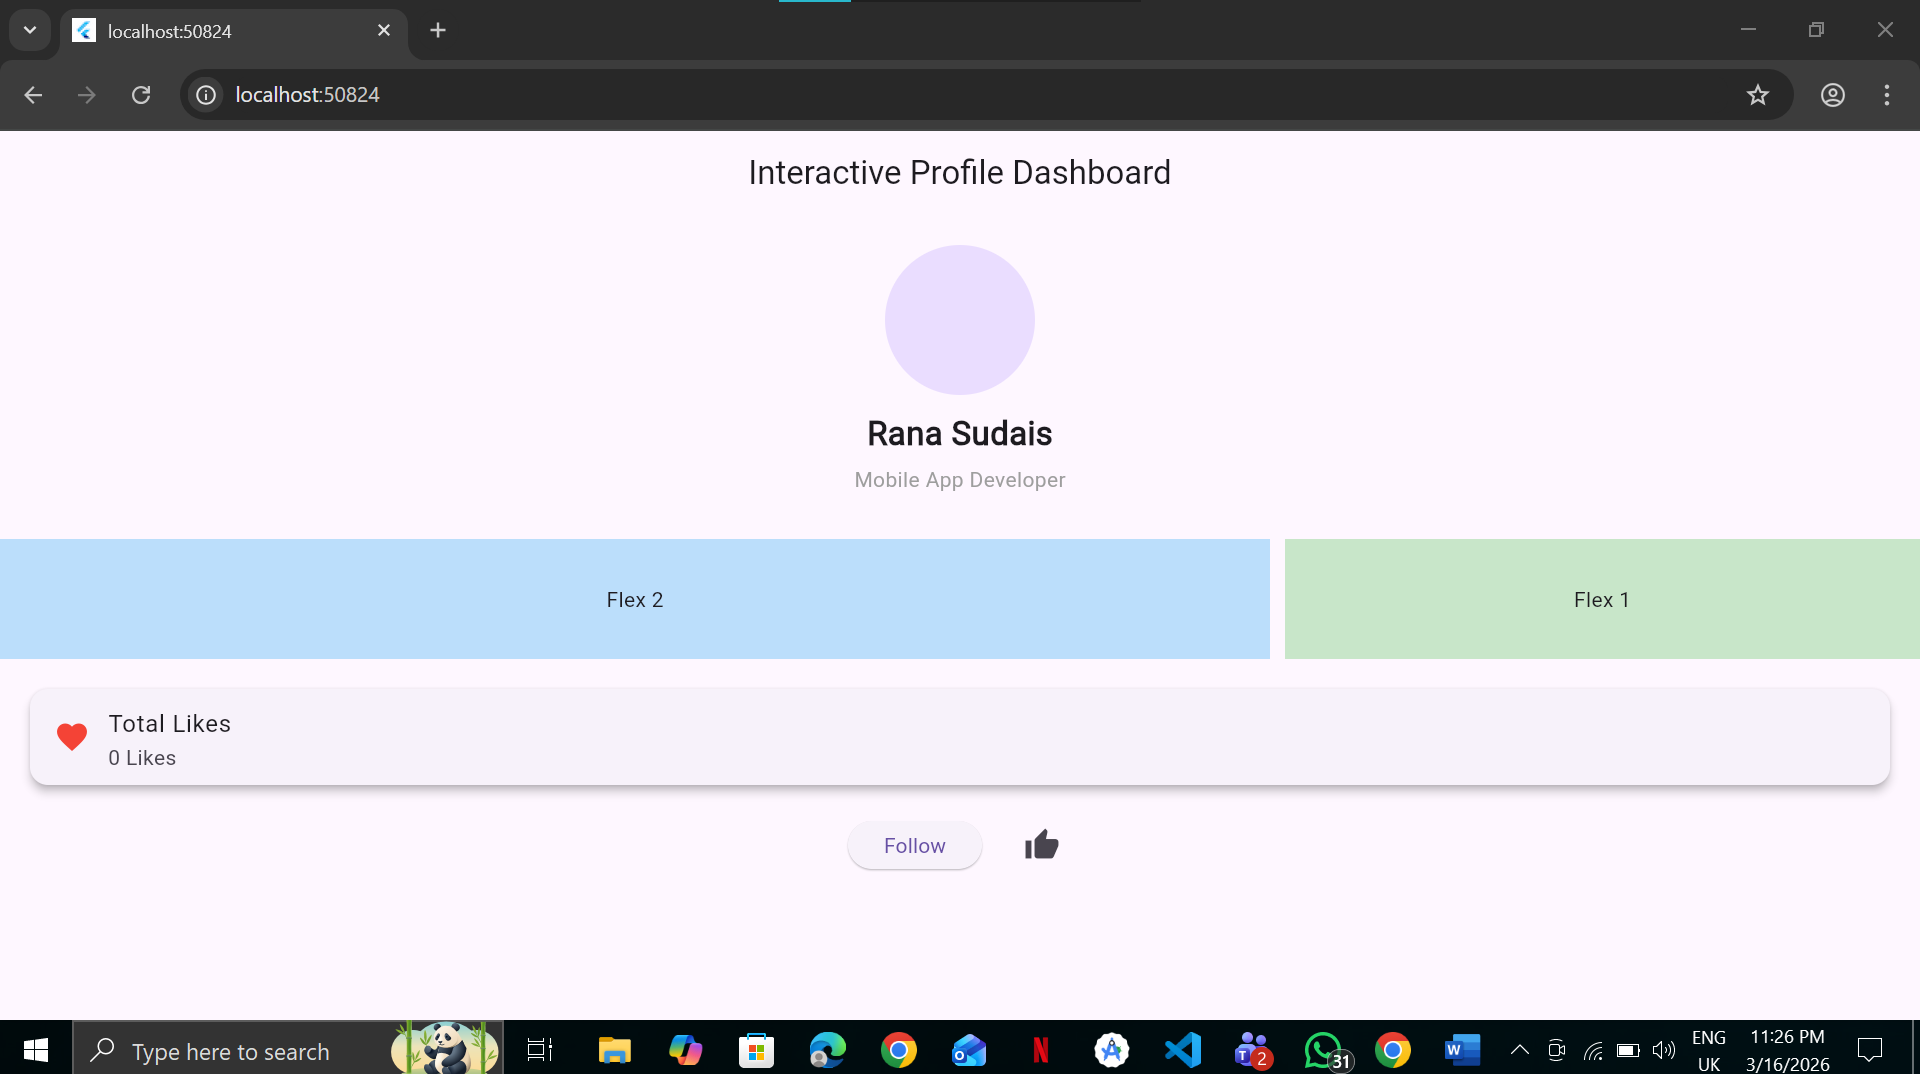 localhost:50824
localhost:50824
Interactive Profile Dashboard
Rana Sudais
Mobile App Developer
Flex 2
Flex 1
Total Likes
0 Likes
Follow
Type here to search
2
31
ENG
UK
11:26 PM
3/16/2026